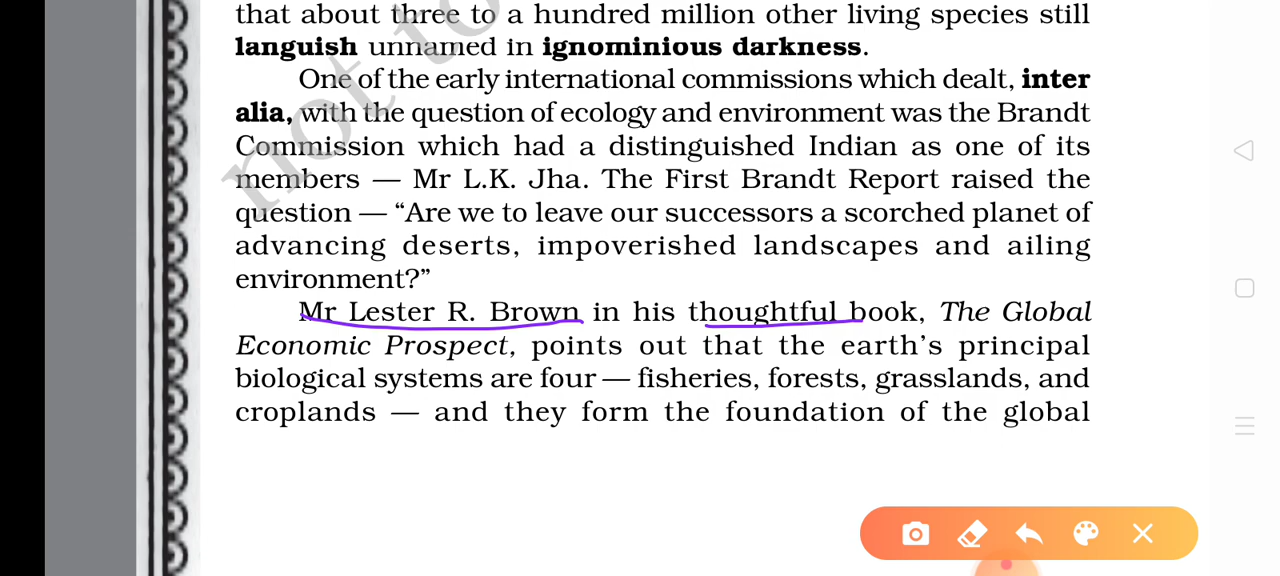 that about three to a hundred million other living species still
languish unnamed in ignominious darkness.
One of the early international commissions which dealt, inter
alia, with the question of ecology and environment was the Brandt
Commission which had a distinguished Indian as one of its
members — Mr L.K. Jha. The First Brandt Report raised the
question — “Are we to leave our successors a scorched planet of
advancing deserts, impoverished landscapes and ailing
environment?”
Mr Lester R. Brown in his thoughtful book, The Global
Economic Prospect, points out that the earth’s principal
biological systems are four — fisheries, forests, grasslands, and
croplands — and they form the foundation of the global
not to